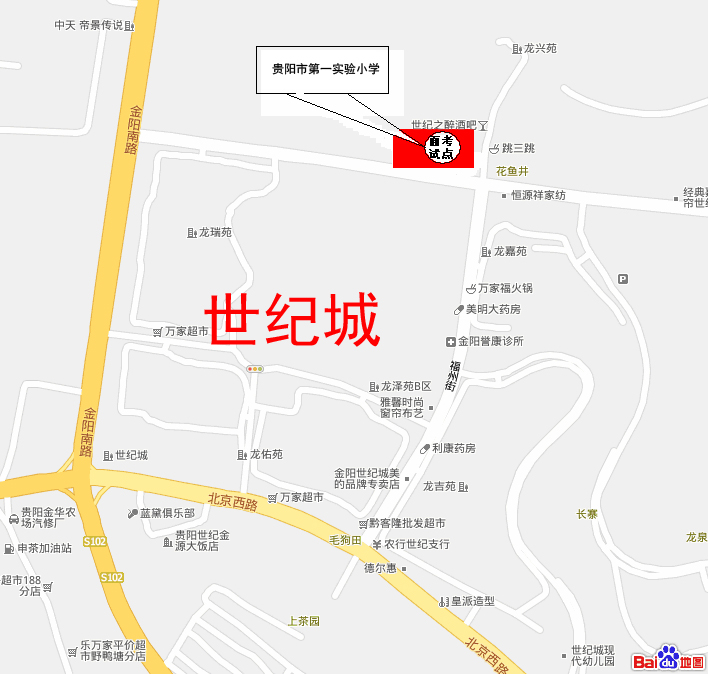 中天 帝景传说
龙兴苑
贵阳市第一实验小学
金阳南路
世纪之醉酒吧
面考
试点
跳三跳
花鱼井
恒源祥家纺
经典
帘世纪
龙瑞苑
龙嘉苑
P
万家福火锅
世纪城
美明大药房
万家超市
金阳誉康诊所
福州街
龙泽苑B区
雅馨时尚
窗帘布艺
金阳南路
利康药房
世纪城
龙佑苑
金阳世纪城美
的品牌专卖店
龙吉苑
北京西路
万家超市
贵阳金华农
场汽修厂
蓝黛俱乐部
黔客隆批发超市
长寨
贵阳世纪金
源大饭店
毛狗田
农行世纪支行
龙泉
S102
申茶加油站
德尔惠
S102
超市188
分店
皇派造型
上茶园
乐万家平价超
市野鸭塘分店
北京西路
世纪城现
代幼儿园
Bai du 地图